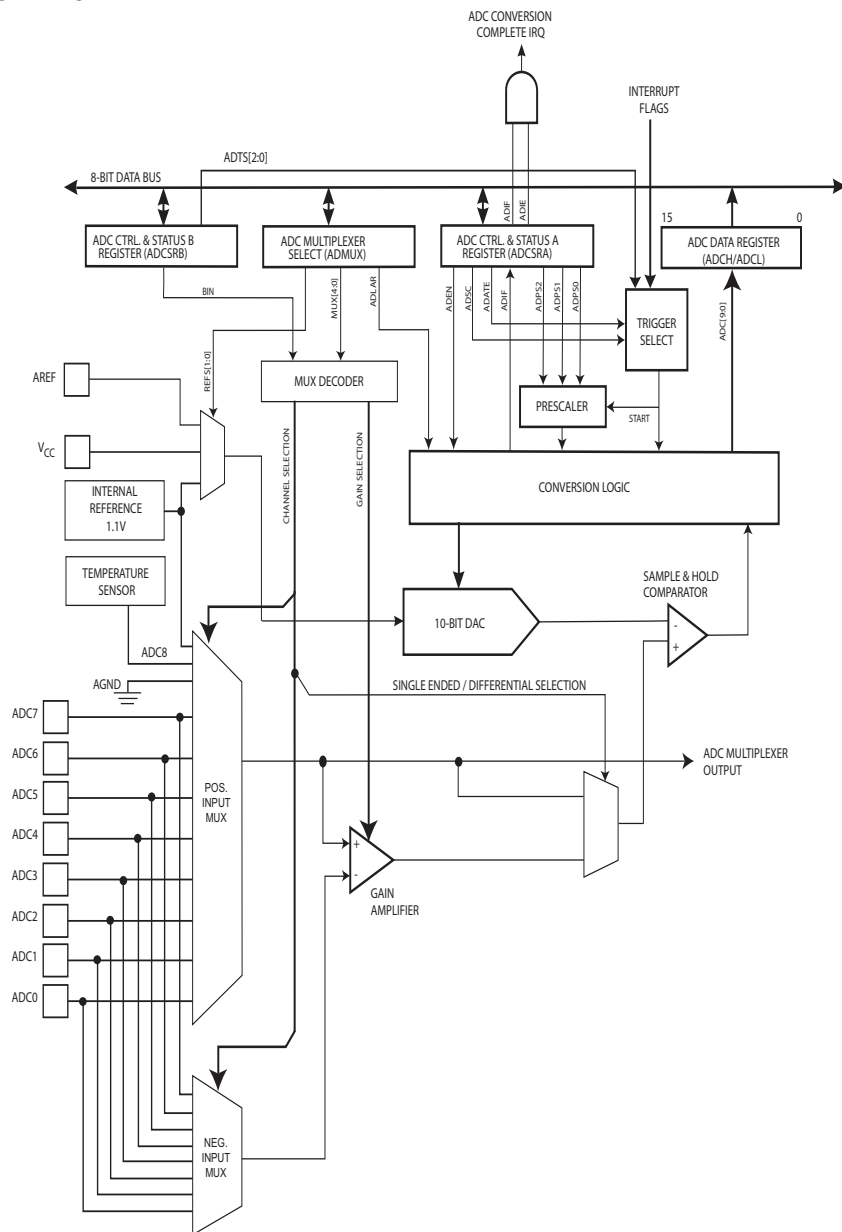 ADC CONVERSION
COMPLETE IRQ
INTERRUPT
FLAGS
ADTS[2:0]
8-BIT DATA BUS
ADIF
ADIE
15
0
ADC CTRL. & STATUS B
REGISTER (ADCSRB)
ADC MULTIPLEXER
SELECT (ADMUX)
ADC CTRL. & STATUS A
REGISTER (ADCSRA)
ADC DATA REGISTER
(ADCH/ADCL)
BIN
MUX[4:0]
ADLAR
ADEN
ADSC
ADATE
ADIF
ADPS2
ADPS1
ADPS0
TRIGGER
SELECT
ADC[9:0]
REFS[1:0]
MUX DECODER
AREF
PRESCALER
START
VCC
CHANNEL SELECTION
GAIN SELECTION
CONVERSION LOGIC
INTERNAL
REFERENCE
1.1V
TEMPERATURE
SENSOR
SAMPLE & HOLD
COMPARATOR
10-BIT DAC
-
+
ADC8
AGND
SINGLE ENDED / DIFFERENTIAL SELECTION
ADC7
ADC6
ADC MULTIPLEXER
OUTPUT
ADC5
POS.
INPUT
MUX
ADC4
+
-
ADC3
GAIN
AMPLIFIER
ADC2
ADC1
ADC0
NEG.
INPUT
MUX